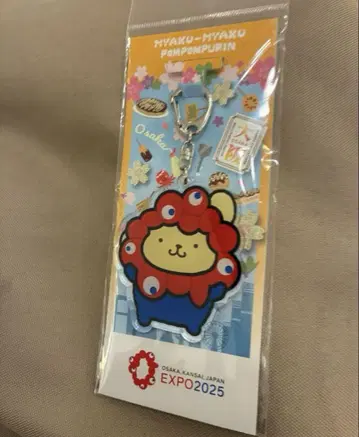 MYAKU-MYAKU
POMPOMPURIN
Osaka
大阪
OSAKA, KANSAI, JAPAN
EXPO2025